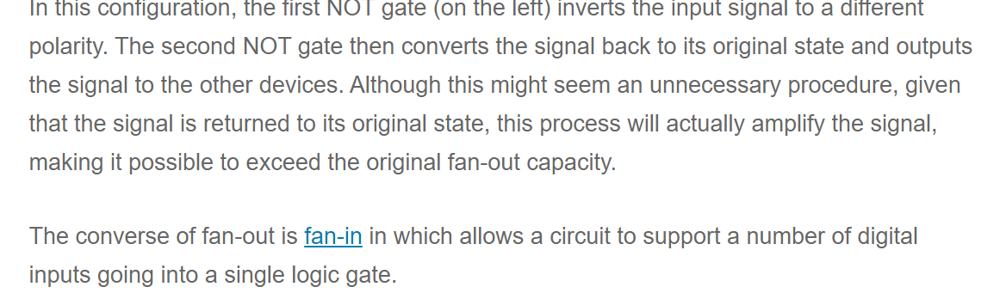 In this configuration, the first NOT gate (on the left) inverts the input signal to a different
polarity. The second NOT gate then converts the signal back to its original state and outputs
the signal to the other devices. Although this might seem an unnecessary procedure, given
that the signal is returned to its original state, this process will actually amplify the signal,
making it possible to exceed the original fan-out capacity.
The converse of fan-out is fan-in in which allows a circuit to support a number of digital
inputs going into a single logic gate.